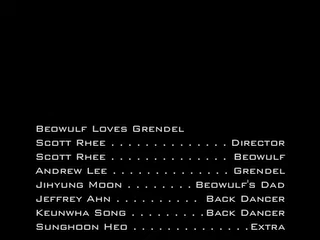 Beowulf Loves Grendel
Scott Rhee . . . . . . . . . . . . . . Director
Scott Rhee . . . . . . . . . . . . . . Beowulf
Andrew Lee . . . . . . . . . . . . . . Grendel
Jihyung Moon . . . . . . . . Beowulf's Dad
Jeffrey Ahn . . . . . . . . . . Back Dancer
Keunwha Song . . . . . . . . . Back Dancer
Sunghoon Heo . . . . . . . . . . . . . . Extra